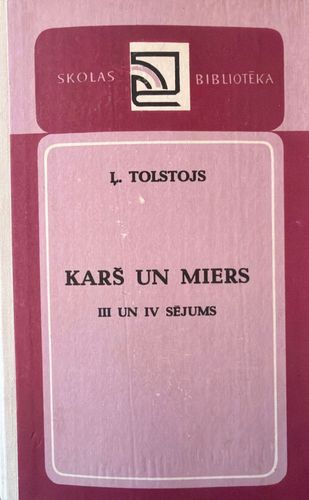 SKOLAS BIBLIOTĒKA
Ļ. TOLSTOJS
KARŠ UN MIERS
III UN IV SĒJUMS